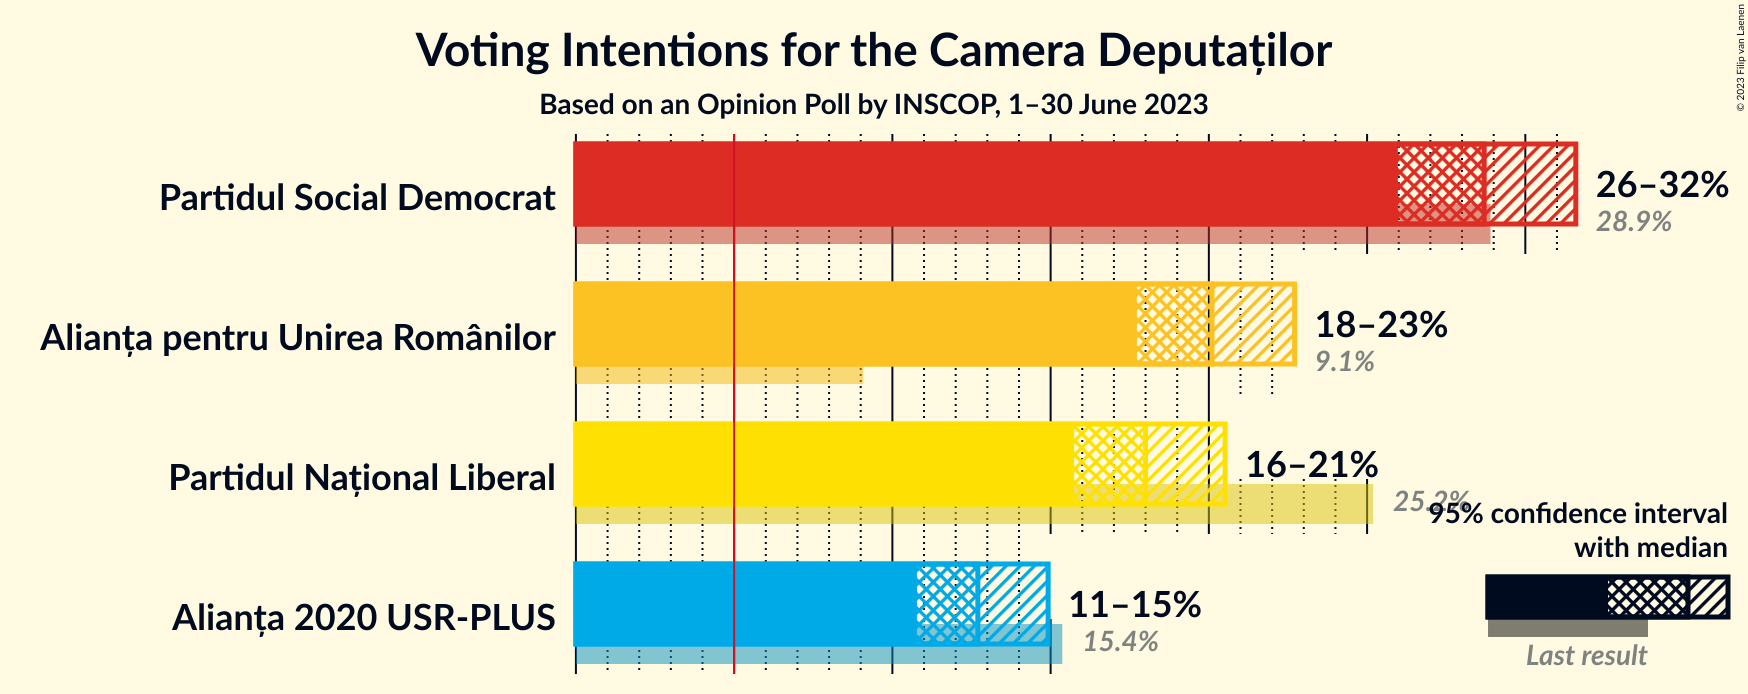 Voting Intentions for the Camera Deputaților
Based on an Opinion Poll by INSCOP, 1–30 June 2023
© 2023 Filip van Laenen
Partidul Social Democrat
26–32%
28.9%
Alianța pentru Unirea Românilor
18–23%
9.1%
Partidul Național Liberal
16–21%
25.2%
95% confidence interval
with median
Alianța 2020 USR-PLUS
11–15%
15.4%
Last result